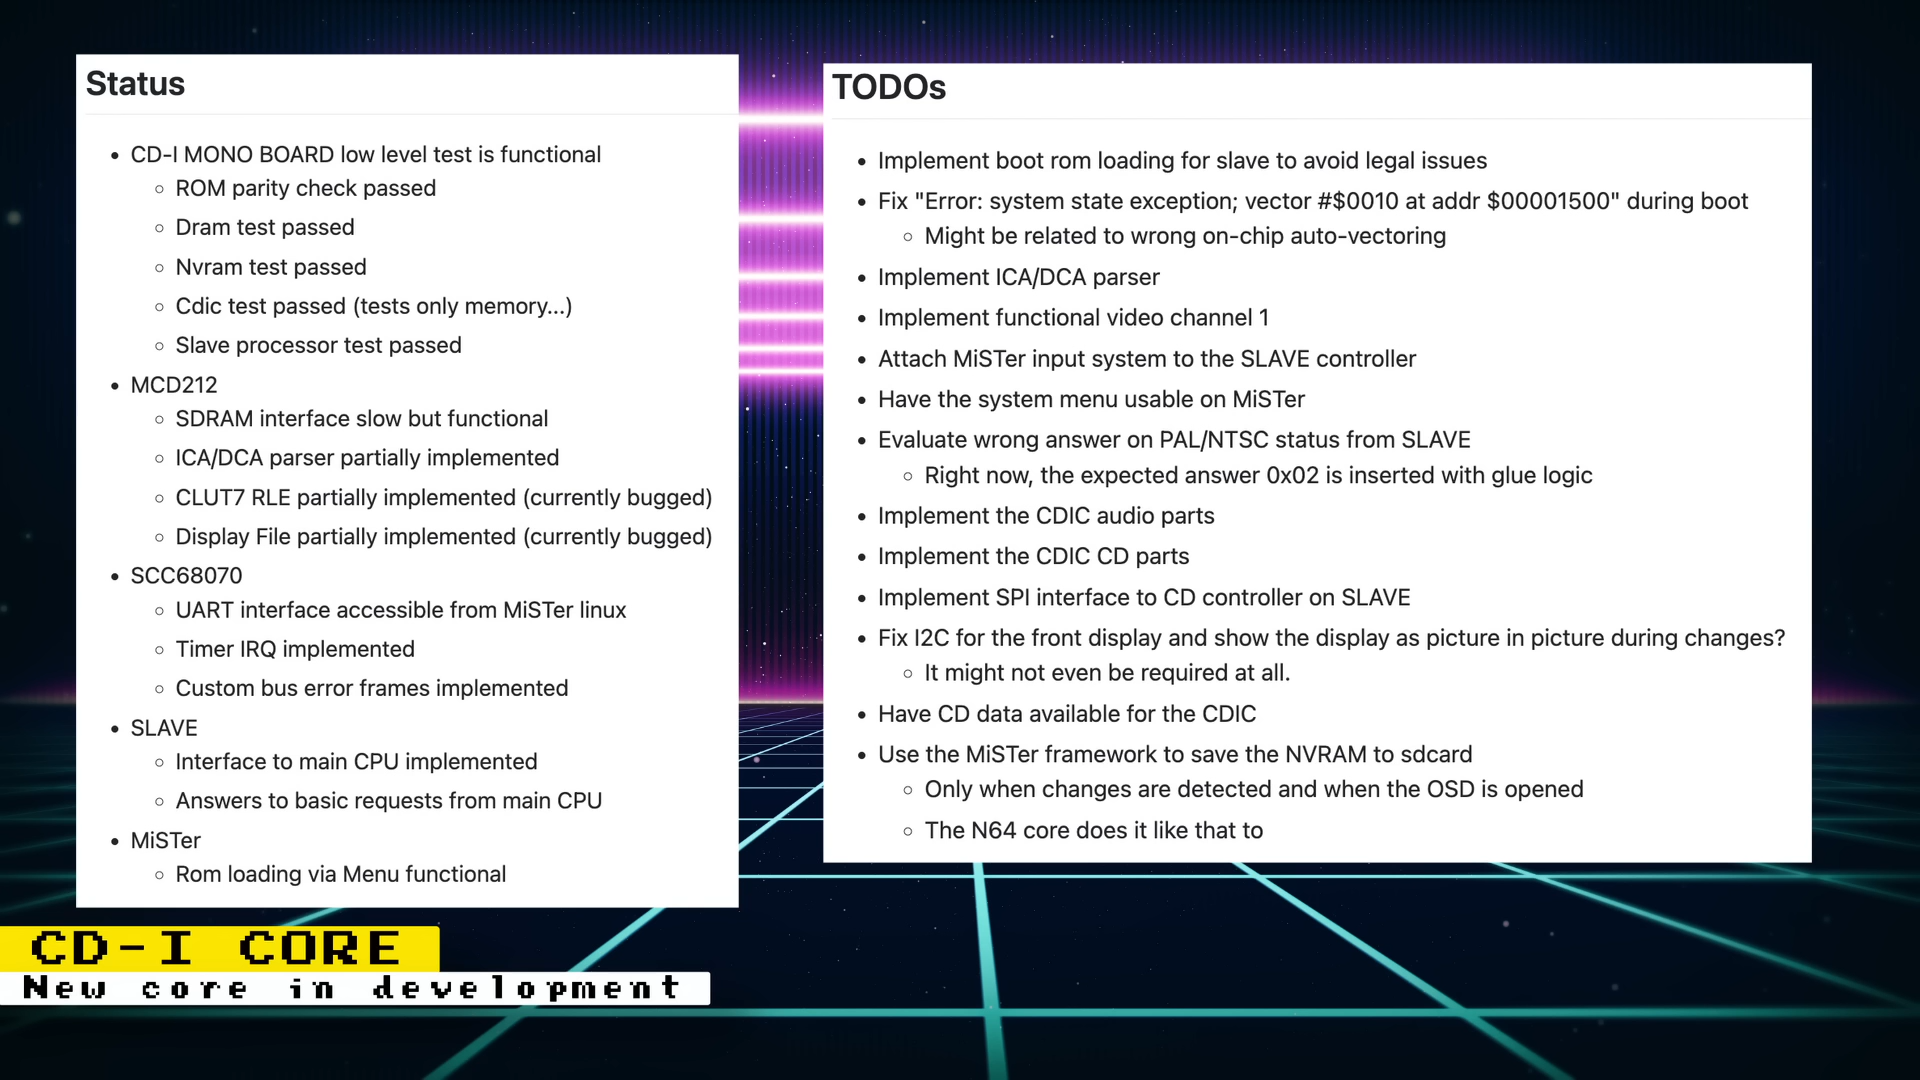 Status
CD-I MONO BOARD low level test is functional
ROM parity check passed
Dram test passed
Nvram test passed
Cdic test passed (tests only memory...)
Slave processor test passed
MCD212
SDRAM interface slow but functional
ICA/DCA parser partially implemented
CLUT7 RLE partially implemented (currently bugged)
Display File partially implemented (currently bugged)
SCC68070
UART interface accessible from MiSTer linux
Timer IRQ implemented
Custom bus error frames implemented
SLAVE
Interface to main CPU implemented
Answers to basic requests from main CPU
MiSTer
Rom loading via Menu functional
TODOs
Implement boot rom loading for slave to avoid legal issues
Fix "Error: system state exception; vector #$0010 at addr $00001500" during boot
Might be related to wrong on-chip auto-vectoring
Implement ICA/DCA parser
Implement functional video channel 1
Attach MiSTer input system to the SLAVE controller
Have the system menu usable on MiSTer
Evaluate wrong answer on PAL/NTSC status from SLAVE
Right now, the expected answer 0x02 is inserted with glue logic
Implement the CDIC audio parts
Implement the CDIC CD parts
Implement SPI interface to CD controller on SLAVE
Fix I2C for the front display and show the display as picture in picture during changes?
It might not even be required at all.
Have CD data available for the CDIC
Use the MiSTer framework to save the NVRAM to sdcard
Only when changes are detected and when the OSD is opened
The N64 core does it like that to
CD-I CORE
New core in development